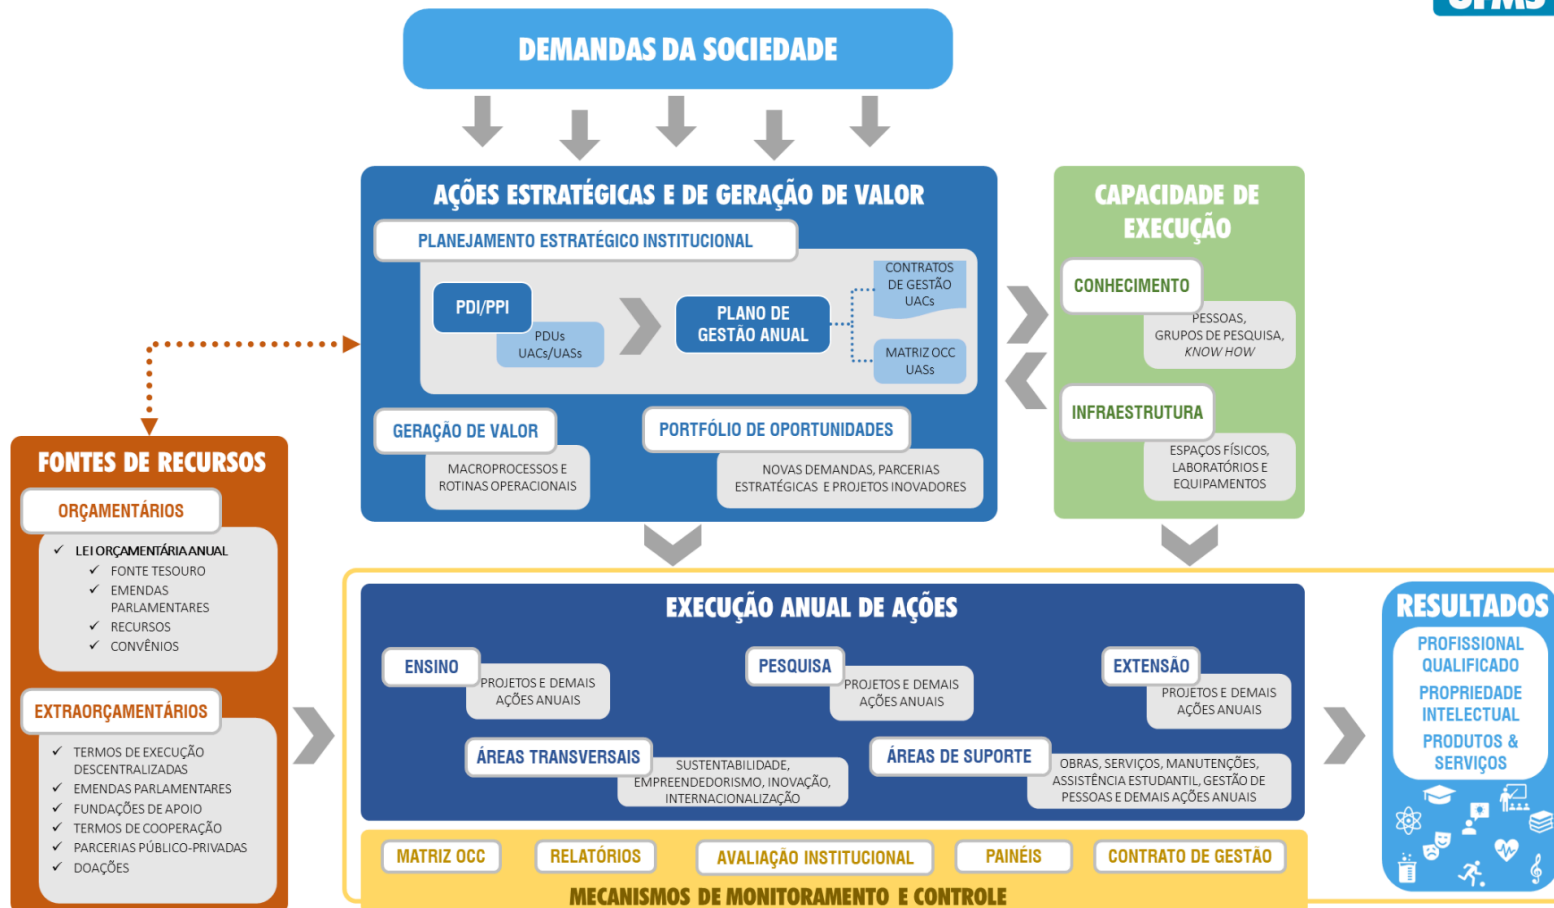 UFMS
DEMANDAS DA SOCIEDADE
AÇÕES ESTRATÉGICAS E DE GERAÇÃO DE VALOR
PLANEJAMENTO ESTRATÉGICO INSTITUCIONAL
PDI/PPI
PDUs
UACs/UASs
PLANO DE
GESTÃO ANUAL
CONTRATOS
DE GESTÃO
UACs
MATRIZ OCC
UASs
GERAÇÃO DE VALOR
MACROPROCESSOS E
ROTINAS OPERACIONAIS
PORTFÓLIO DE OPORTUNIDADES
NOVAS DEMANDAS, PARCERIAS
ESTRATÉGICAS E PROJETOS INOVADORES
CAPACIDADE DE
EXECUÇÃO
CONHECIMENTO
PESSOAS,
GRUPOS DE PESQUISA,
KNOW HOW
INFRAESTRUTURA
ESPAÇOS FÍSICOS,
LABORATÓRIOS E
EQUIPAMENTOS
FONTES DE RECURSOS
ORÇAMENTÁRIOS
✓ LEI ORÇAMENTÁRIA ANUAL
✓ FONTE TESOURO
✓ EMENDAS
PARLAMENTARES
✓ RECURSOS
✓ CONVÊNIOS
EXTRAORÇAMENTÁRIOS
✓ TERMOS DE EXECUÇÃO
DESCENTRALIZADAS
✓ EMENDAS PARLAMENTARES
✓ FUNDAÇÕES DE APOIO
✓ TERMOS DE COOPERAÇÃO
✓ PARCERIAS PÚBLICO-PRIVADAS
✓ DOAÇÕES
EXECUÇÃO ANUAL DE AÇÕES
ENSINO
PROJETOS E DEMAIS
AÇÕES ANUAIS
PESQUISA
PROJETOS E DEMAIS
AÇÕES ANUAIS
EXTENSÃO
PROJETOS E DEMAIS
AÇÕES ANUAIS
ÁREAS TRANSVERSAIS
SUSTENTABILIDADE,
EMPREENDEDORISMO, INOVAÇÃO,
INTERNACIONALIZAÇÃO
ÁREAS DE SUPORTE
OBRAS, SERVIÇOS, MANUTENÇÕES,
ASSISTÊNCIA ESTUDANTIL, GESTÃO DE
PESSOAS E DEMAIS AÇÕES ANUAIS
MATRIZ OCC
RELATÓRIOS
AVALIAÇÃO INSTITUCIONAL
PAINÉIS
CONTRATO DE GESTÃO
MECANISMOS DE MONITORAMENTO E CONTROLE
RESULTADOS
PROFISSIONAL
QUALIFICADO
PROPRIEDADE
INTELECTUAL
PRODUTOS &
SERVIÇOS